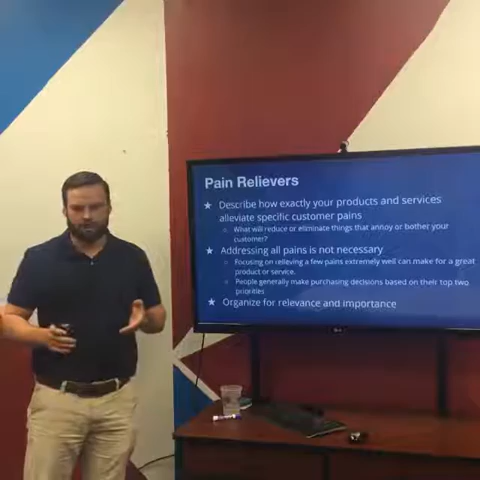 Pain Relievers
Describe how exactly your products and services
alleviate specific customer pains
What will reduce or eliminate things that annoy or bother your
customer?
Addressing all pains is not necessary
Focusing on relieving a few pains extremely well can make for a great
product or service.
People generally make purchasing decisions based on their top two
priorities
Organize for relevance and importance